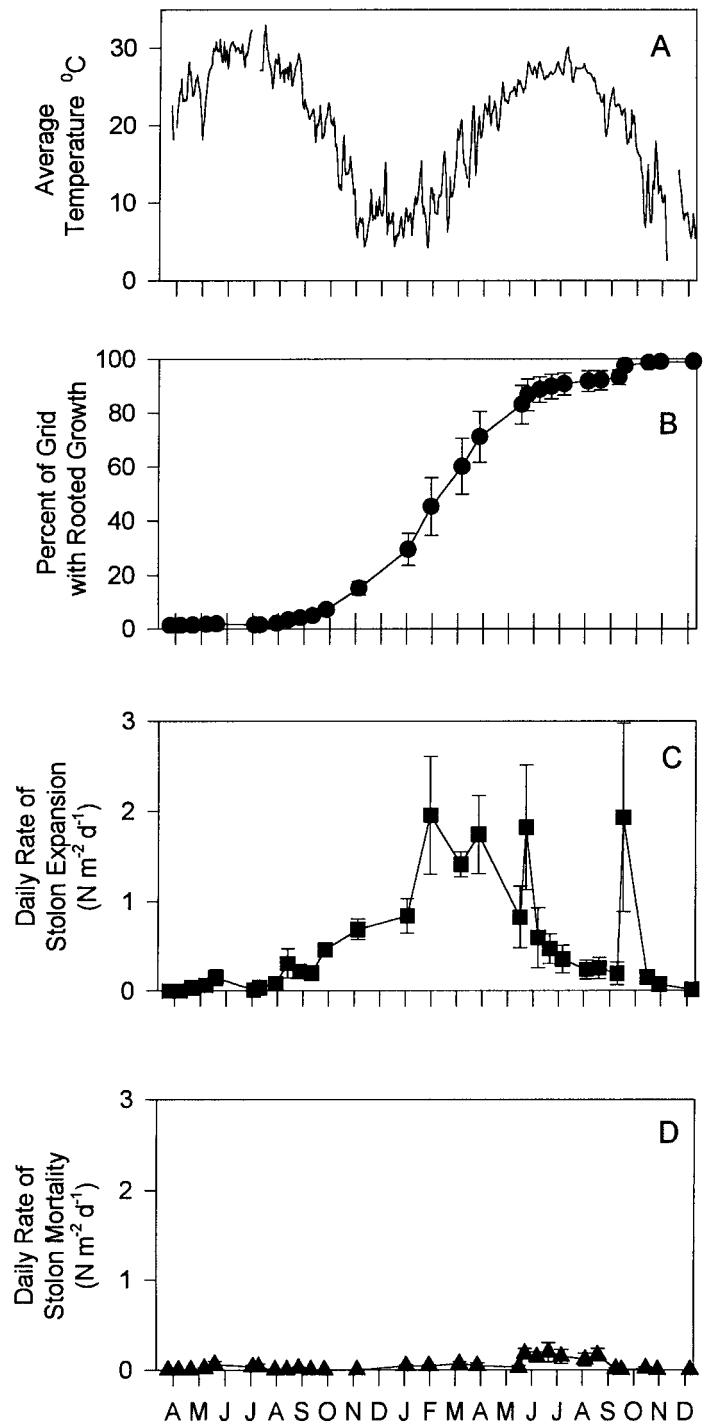 A
Average
Temperature ⁰C
30
20
10
0
B
Percent of Grid
with Rooted Growth
100
80
60
40
20
0
C
Daily Rate of
Stolon Expansion
(N m⁻² d⁻¹)
3
2
1
0
D
Daily Rate of
Stolon Mortality
(N m⁻² d⁻¹)
3
2
1
0
A M J J A S O N D J F M A M J J A S O N D